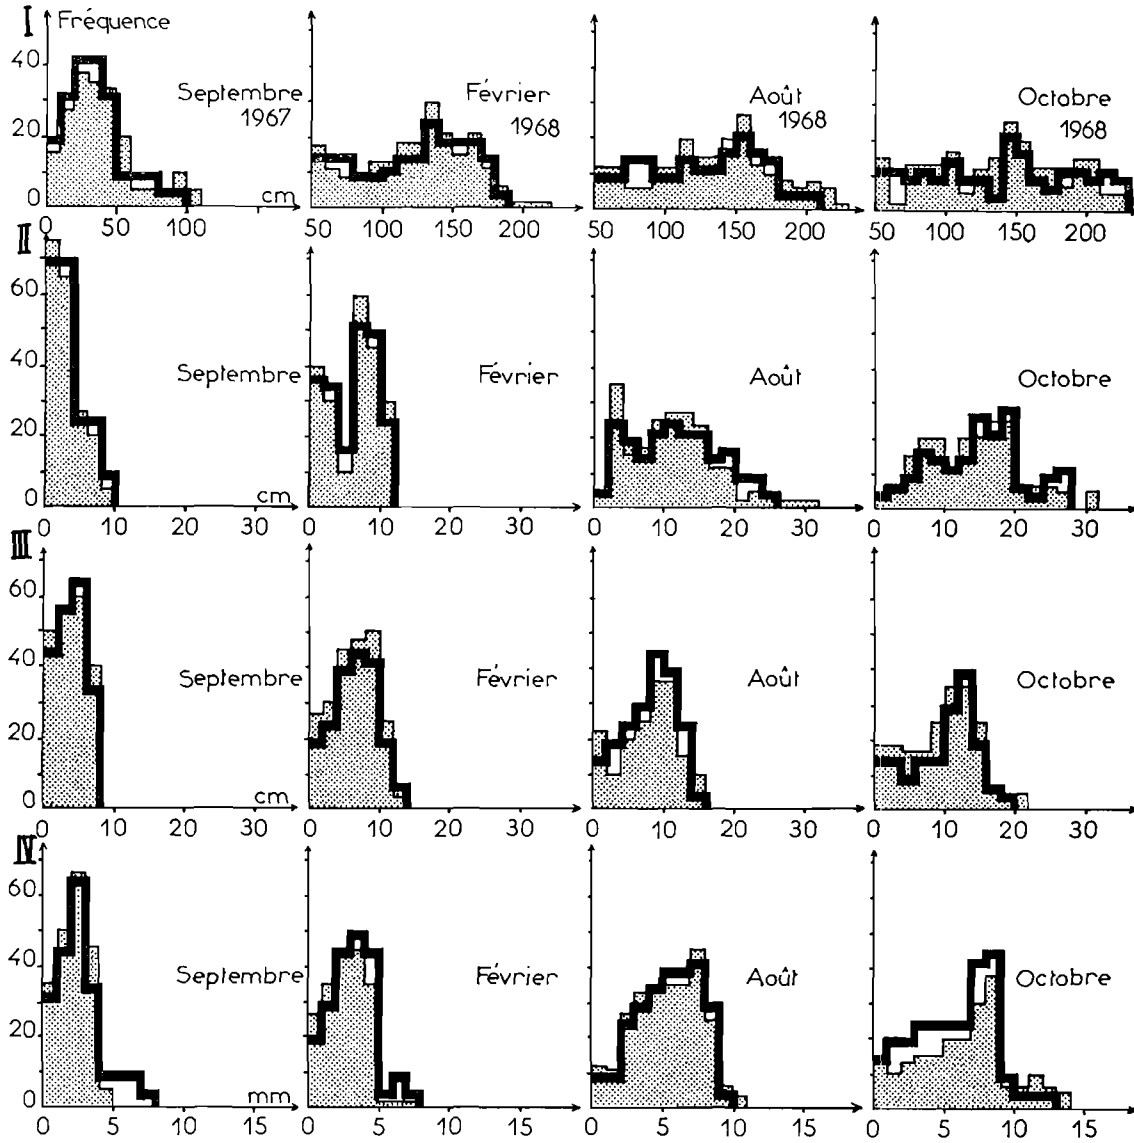 I Fréquence
40
20
0
Septembre 1967
cm
Février 1968
Août 1968
Octobre 1968
0 50 100
50 100 150 200
50 100 150 200
50 100 150 200
II
60
40
20
0
Septembre
cm
Février
Août
Octobre
0 10 20 30
0 10 20 30
0 10 20 30
0 10 20 30
III
60
40
20
0
Septembre
cm
Février
Août
Octobre
0 10 20 30
0 10 20 30
0 10 20 30
0 10 20 30
IV
60
40
20
0
Septembre
mm
Février
Août
Octobre
0 5 10 15
0 5 10 15
0 5 10 15
0 5 10 15